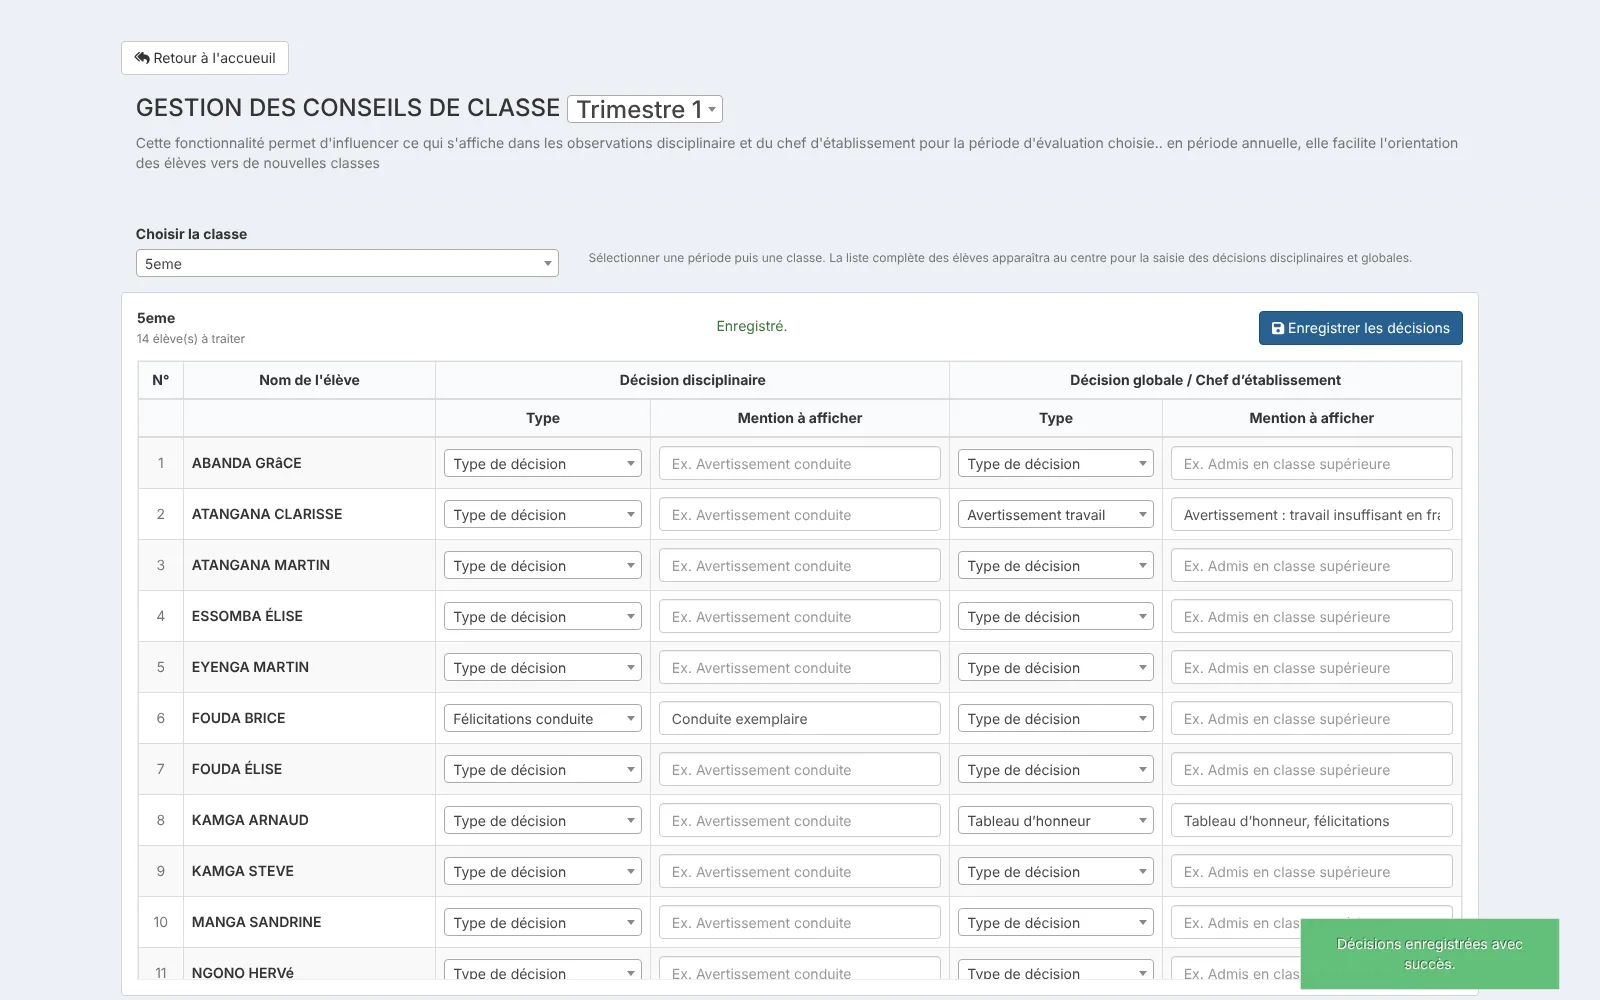 Retour à l'accueuil
GESTION DES CONSEILS DE CLASSE Trimestre 1
Cette fonctionnalité permet d'influencer ce qui s'affiche dans les observations disciplinaire et du chef d'établissement pour la période d'évaluation choisie.. en période annuelle, elle facilite l'orientation
des élèves vers de nouvelles classes
Choisir la classe
5eme
Sélectionner une période puis une classe. La liste complète des élèves apparaîtra au centre pour la saisie des décisions disciplinaires et globales.
5eme
14 élève(s) à traiter
Enregistré.
Enregistrer les décisions
N° Nom de l'élève Décision disciplinaire Décision globale / Chef d’établissement
Type Mention à afficher Type Mention à afficher
1 ABANDA GRâCE Type de décision Ex. Avertissement conduite Type de décision Ex. Admis en classe supérieure
2 ATANGANA CLARISSE Type de décision Ex. Avertissement conduite Avertissement travail Avertissement : travail insuffisant en fra
3 ATANGANA MARTIN Type de décision Ex. Avertissement conduite Type de décision Ex. Admis en classe supérieure
4 ESSOMBA ÉLISE Type de décision Ex. Avertissement conduite Type de décision Ex. Admis en classe supérieure
5 EYENGA MARTIN Type de décision Ex. Avertissement conduite Type de décision Ex. Admis en classe supérieure
6 FOUDA BRICE Félicitations conduite Conduite exemplaire Type de décision Ex. Admis en classe supérieure
7 FOUDA ÉLISE Type de décision Ex. Avertissement conduite Type de décision Ex. Admis en classe supérieure
8 KAMGA ARNAUD Type de décision Ex. Avertissement conduite Tableau d’honneur Tableau d’honneur, félicitations
9 KAMGA STEVE Type de décision Ex. Avertissement conduite Type de décision Ex. Admis en classe supérieure
10 MANGA SANDRINE Type de décision Ex. Avertissement conduite Type de décision Ex. Admis en
11 NGONO HERVé Type de décision Ex. Avertissement conduite Type de décision Ex. Admis en
Décisions enregistrées avec
succès.